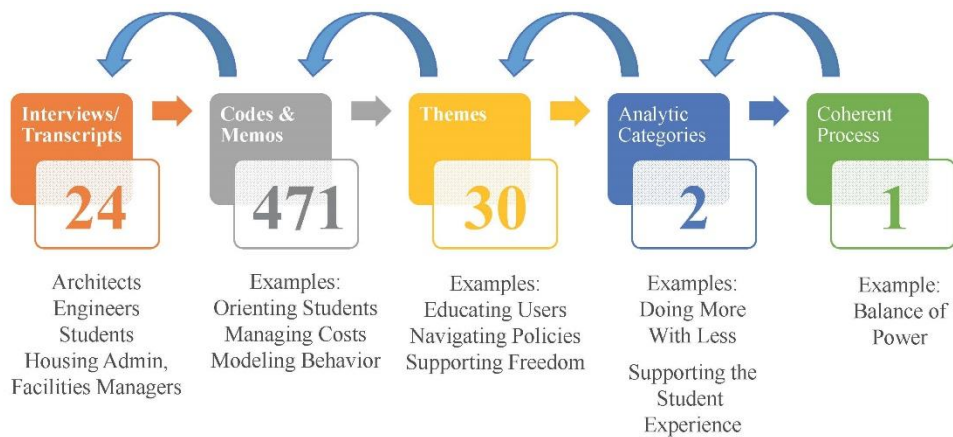 Interviews/
Transcripts
24
Architects
Engineers
Students
Housing Admin,
Facilities Managers
Codes &
Memos
471
Examples:
Orienting Students
Managing Costs
Modeling Behavior
Themes
30
Examples:
Educating Users
Navigating Policies
Supporting Freedom
Analytic
Categories
2
Examples:
Doing More
With Less
Supporting the
Student
Experience
Coherent
Process
1
Example:
Balance of
Power